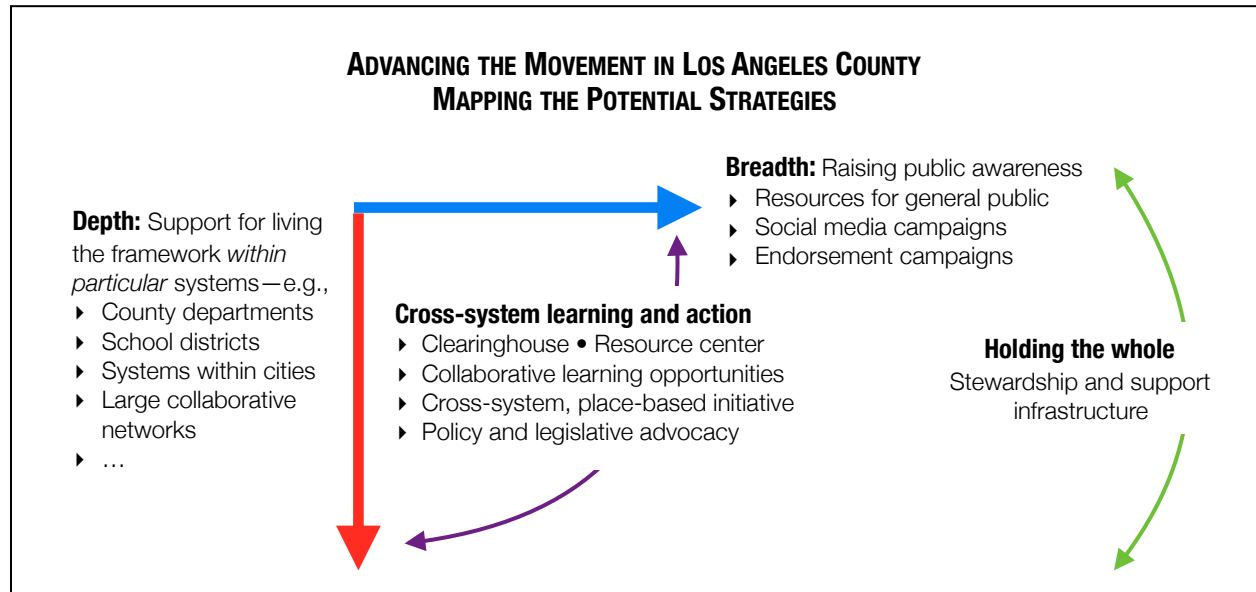 ADVANCING THE MOVEMENT IN LOS ANGELES COUNTY
MAPPING THE POTENTIAL STRATEGIES
Depth: Support for living
the framework within
particular systems—e.g.,
‣ County departments
‣ School districts
‣ Systems within cities
‣ Large collaborative
networks
‣ …
Breadth: Raising public awareness
‣ Resources for general public
‣ Social media campaigns
‣ Endorsement campaigns
Cross-system learning and action
‣ Clearinghouse • Resource center
‣ Collaborative learning opportunities
‣ Cross-system, place-based initiative
‣ Policy and legislative advocacy
Holding the whole
Stewardship and support
infrastructure